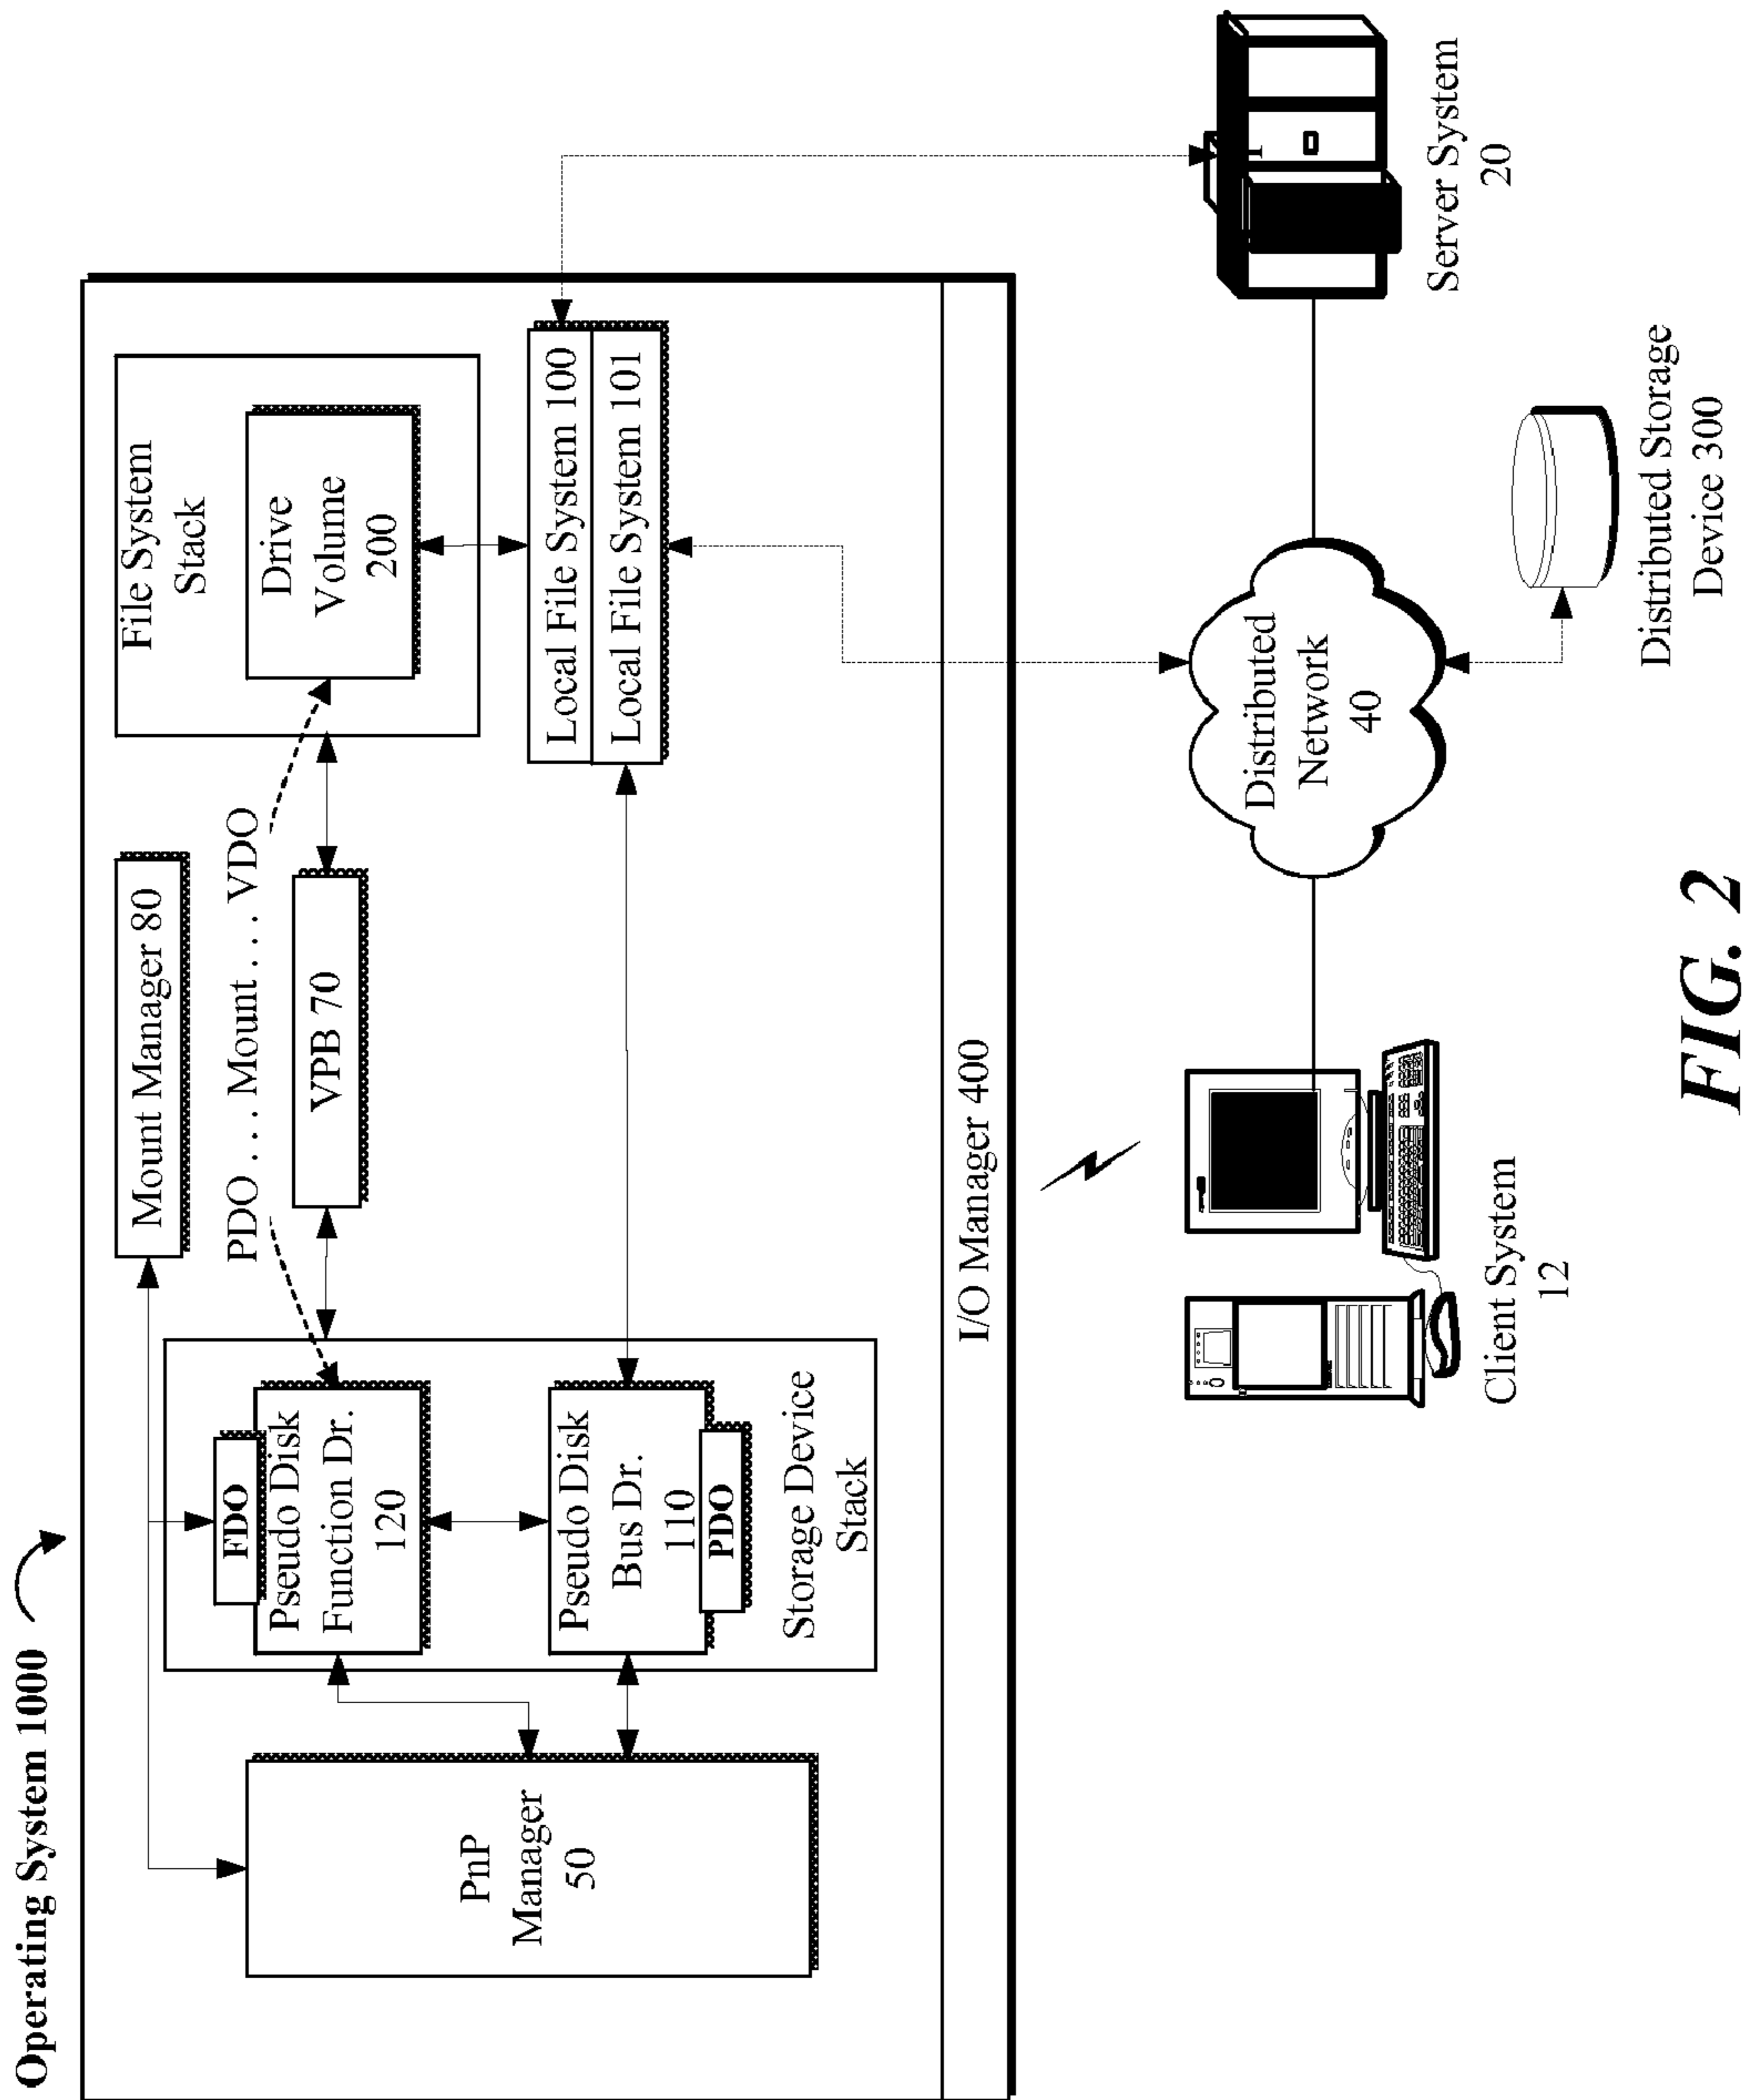 Operating System 1000
Mount Manager 80
File System
Stack
PDO . . . Mount . . . VDO
FDO
Pseudo Disk
Function Dr.
120
VPB 70
Drive
Volume
200
PnP
Manager
50
Pseudo Disk
Bus Dr.
110
PDO
Local File System 100
Local File System 101
Storage Device
Stack
I/O Manager 400
Client System
12
Distributed
Network
40
Server System
20
Distributed Storage
Device 300
FIG. 2